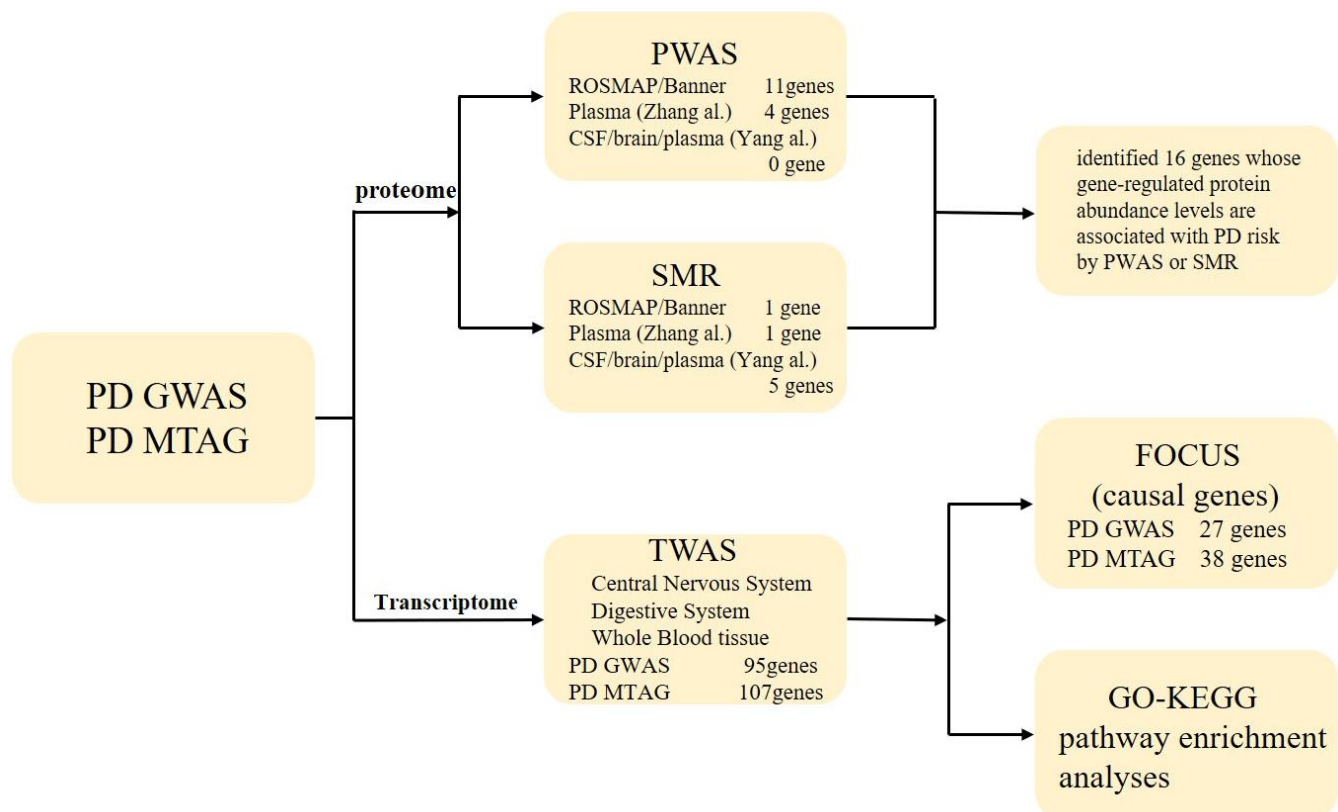 PD GWAS
PD MTAG
proteome
Transcriptome
PWAS
ROSMAP/Banner 11genes
Plasma (Zhang al.) 4 genes
CSF/brain/plasma (Yang al.)
0 gene
SMR
ROSMAP/Banner 1 gene
Plasma (Zhang al.) 1 gene
CSF/brain/plasma (Yang al.)
5 genes
TWAS
Central Nervous System
Digestive System
Whole Blood tissue
PD GWAS 95genes
PD MTAG 107genes
identified 16 genes whose
gene-regulated protein
abundance levels are
associated with PD risk
by PWAS or SMR
FOCUS
(causal genes)
PD GWAS 27 genes
PD MTAG 38 genes
GO-KEGG
pathway enrichment
analyses